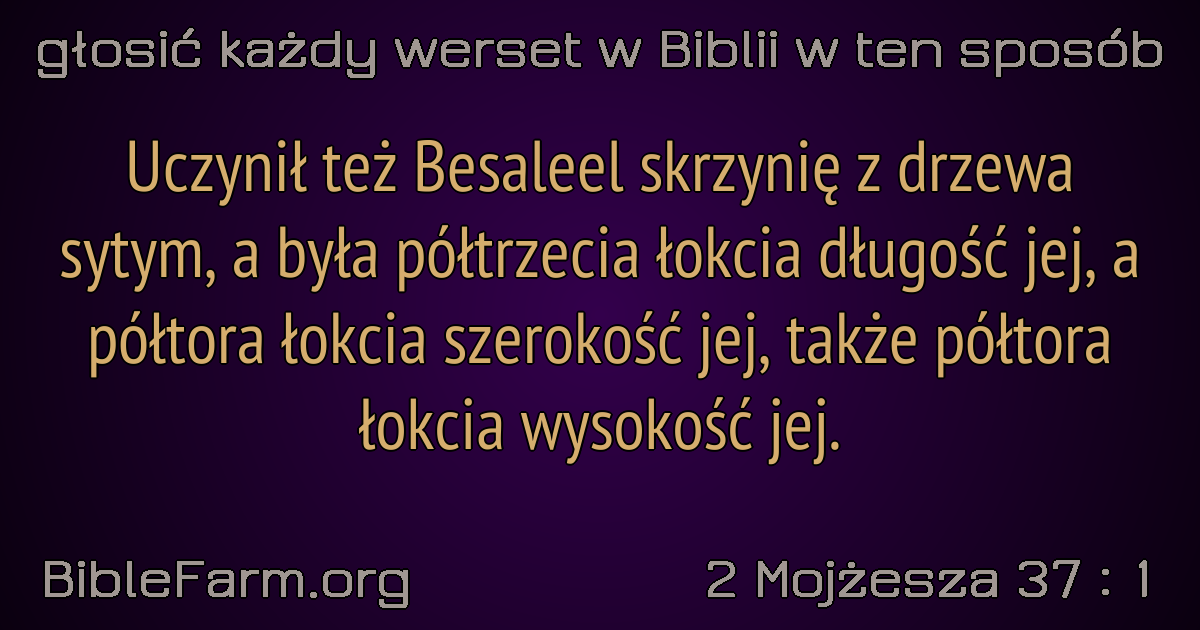 głosić każdy werset w Biblii w ten sposób
Uczynił też Besaleel skrzynię z drzewa
sytym, a była półtrzecia łokcia długość jej, a
półtora łokcia szerokość jej, także półtora
łokcia wysokość jej.
BibleFarm.org
2 Mojżesza 37 : 1